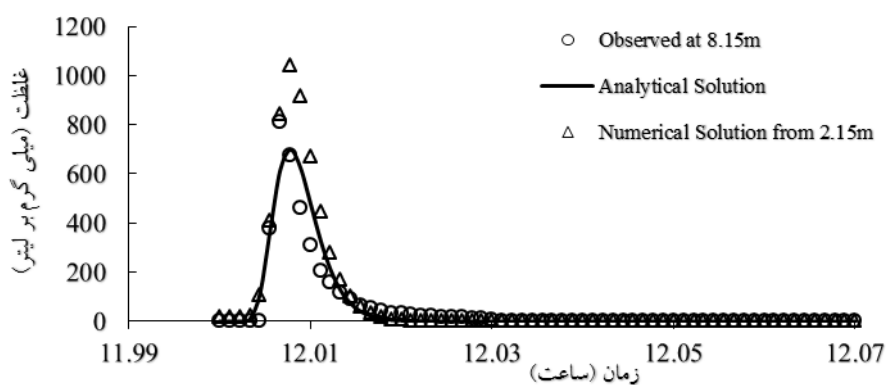 1200
1000
800
600
400
200
0
غلظت (میلی گرم بر لیتر)
Observed at 8.15m
Analytical Solution
Numerical Solution from 2.15m
11.99 12.01 12.03 12.05 12.07
زمان (ساعت)